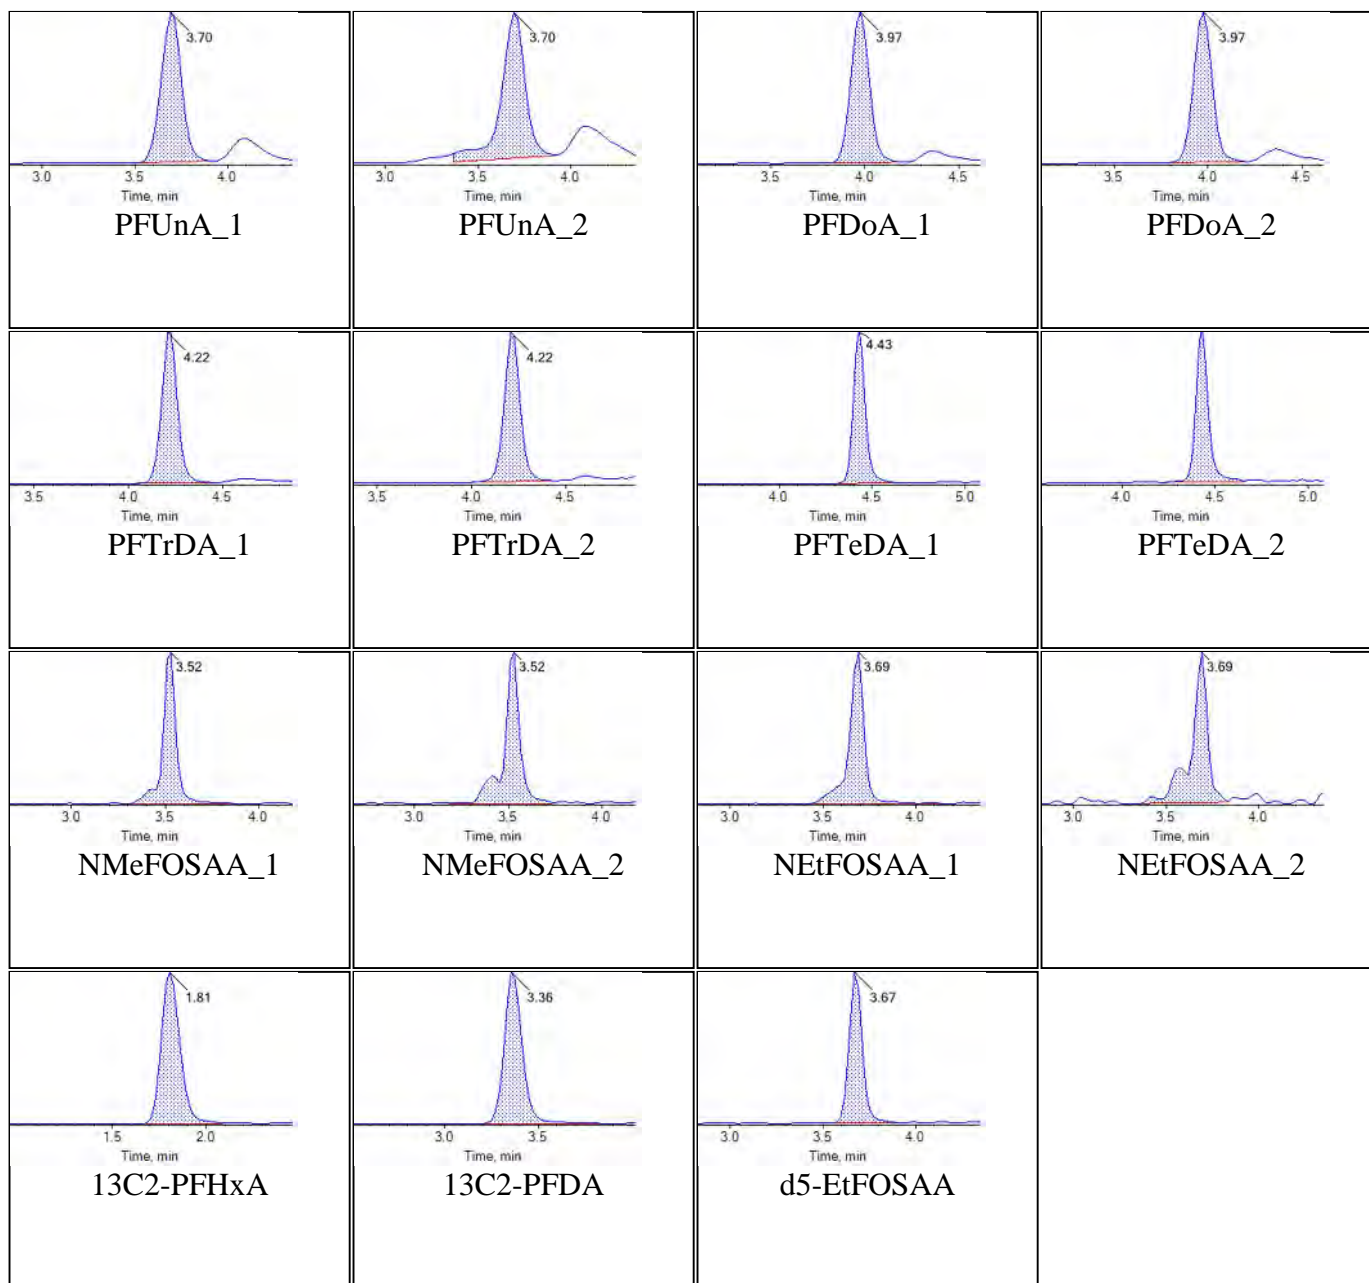 3.70
3.0 3.5 4.0
Time, min
PFUnA_1
3.70
3.0 3.5 4.0
Time, min
PFUnA_2
3.97
3.5 4.0 4.5
Time, min
PFDoA_1
3.97
3.5 4.0 4.5
Time, min
PFDoA_2
4.22
3.5 4.0 4.5
Time, min
PFTrDA_1
4.22
3.5 4.0 4.5
Time, min
PFTrDA_2
4.43
4.0 4.5 5.0
Time, min
PFTeDA_1
4.0 4.5 5.0
Time, min
PFTeDA_2
3.52
3.0 3.5 4.0
Time, min
NMeFOSAA_1
3.52
3.0 3.5 4.0
Time, min
NMeFOSAA_2
3.69
3.0 3.5 4.0
Time, min
NEtFOSAA_1
3.69
3.0 3.5 4.0
Time, min
NEtFOSAA_2
1.81
1.5 2.0
Time, min
13C2-PFHxA
3.36
3.0 3.5
Time, min
13C2-PFDA
3.67
3.0 3.5 4.0
Time, min
d5-EtFOSAA